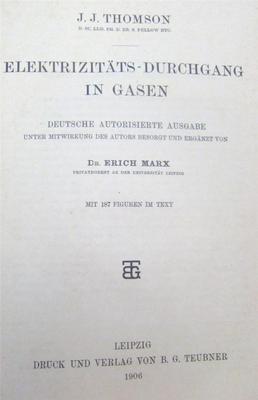 J. J. THOMSON
D. SC. LLD. PH. D. ER. S. FELLOW ETC.
ELEKTRIZITÄTS-DURCHGANG
IN GASEN
DEUTSCHE AUTORISIERTE AUSGABE
UNTER MITWIRKUNG DES AUTORS BESORGT UND ERGÄNZT VON
DR. ERICH MARX
PRIVATDOZENT AN DER UNIVERSITÄT LEIPZIG
MIT 187 FIGUREN IM TEXT
BTG
LEIPZIG
DRUCK UND VERLAG VON B. G. TEUBNER
1906